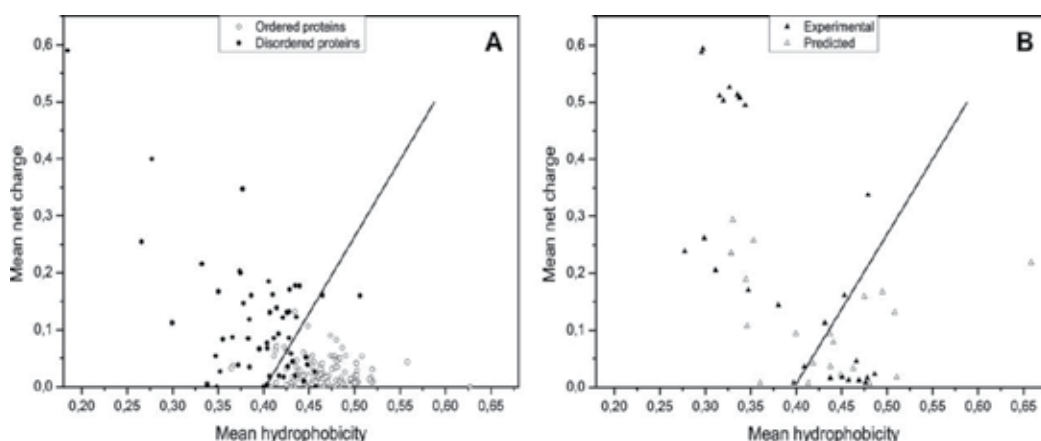 Ordered proteins
Disordered proteins
A
0,6
0,5
0,4
0,3
0,2
0,1
0,0
Mean net charge
0,20 0,25 0,30 0,35 0,40 0,45 0,50 0,55 0,60 0,65
Mean hydrophobicity
Experimental
Predicted
B
0,6
0,5
0,4
0,3
0,2
0,1
0,0
Mean net charge
0,20 0,25 0,30 0,35 0,40 0,45 0,50 0,55 0,60 0,65
Mean hydrophobicity